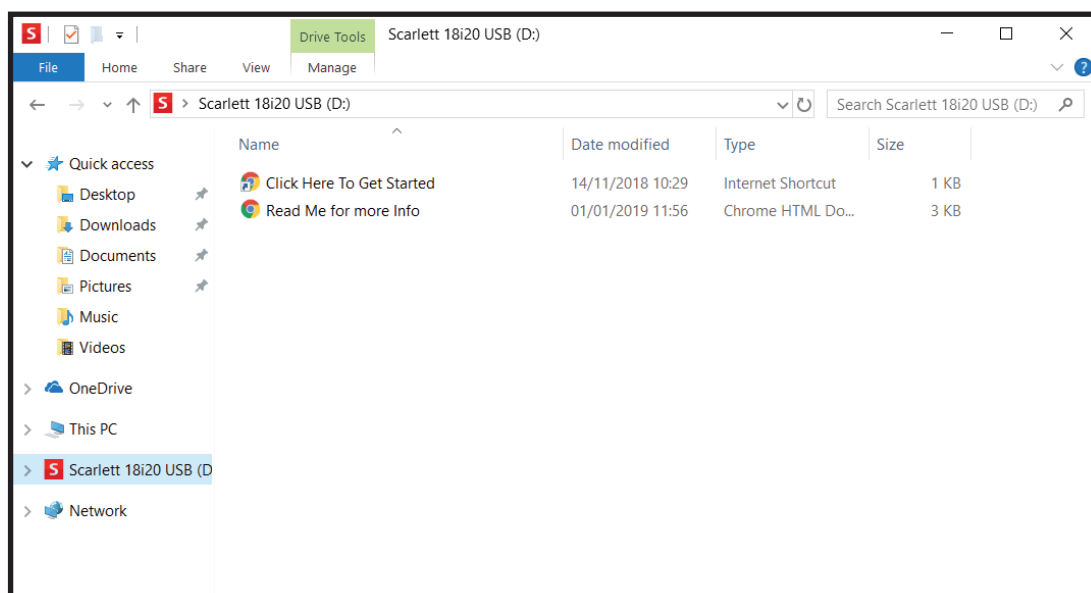 S
Drive Tools
Scarlett 18i20 USB (D:)
File
Home
Share
View
Manage
?
S > Scarlett 18i20 USB (D:)
Search Scarlett 18i20 USB (D:)
Name
Date modified
Type
Size
Click Here To Get Started
14/11/2018 10:29
Internet Shortcut
1 KB
Read Me for more Info
01/01/2019 11:56
Chrome HTML Do...
3 KB
Quick access
Desktop
Downloads
Documents
Pictures
Music
Videos
OneDrive
This PC
S Scarlett 18i20 USB (D
Network